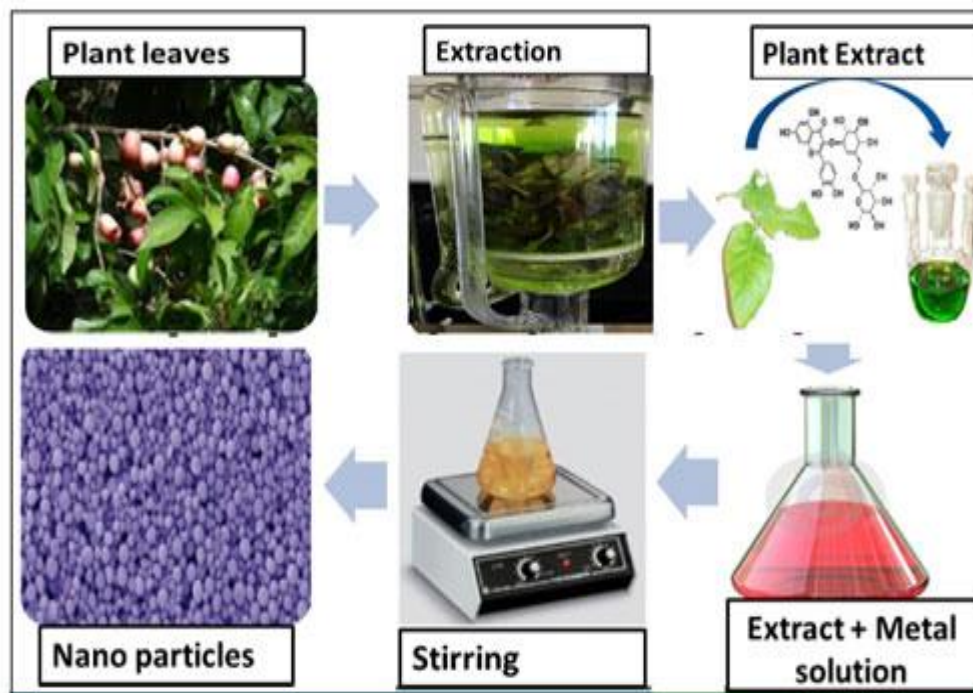 Plant leaves
Extraction
Plant Extract
Extract + Metal
solution
Stirring
Nano particles